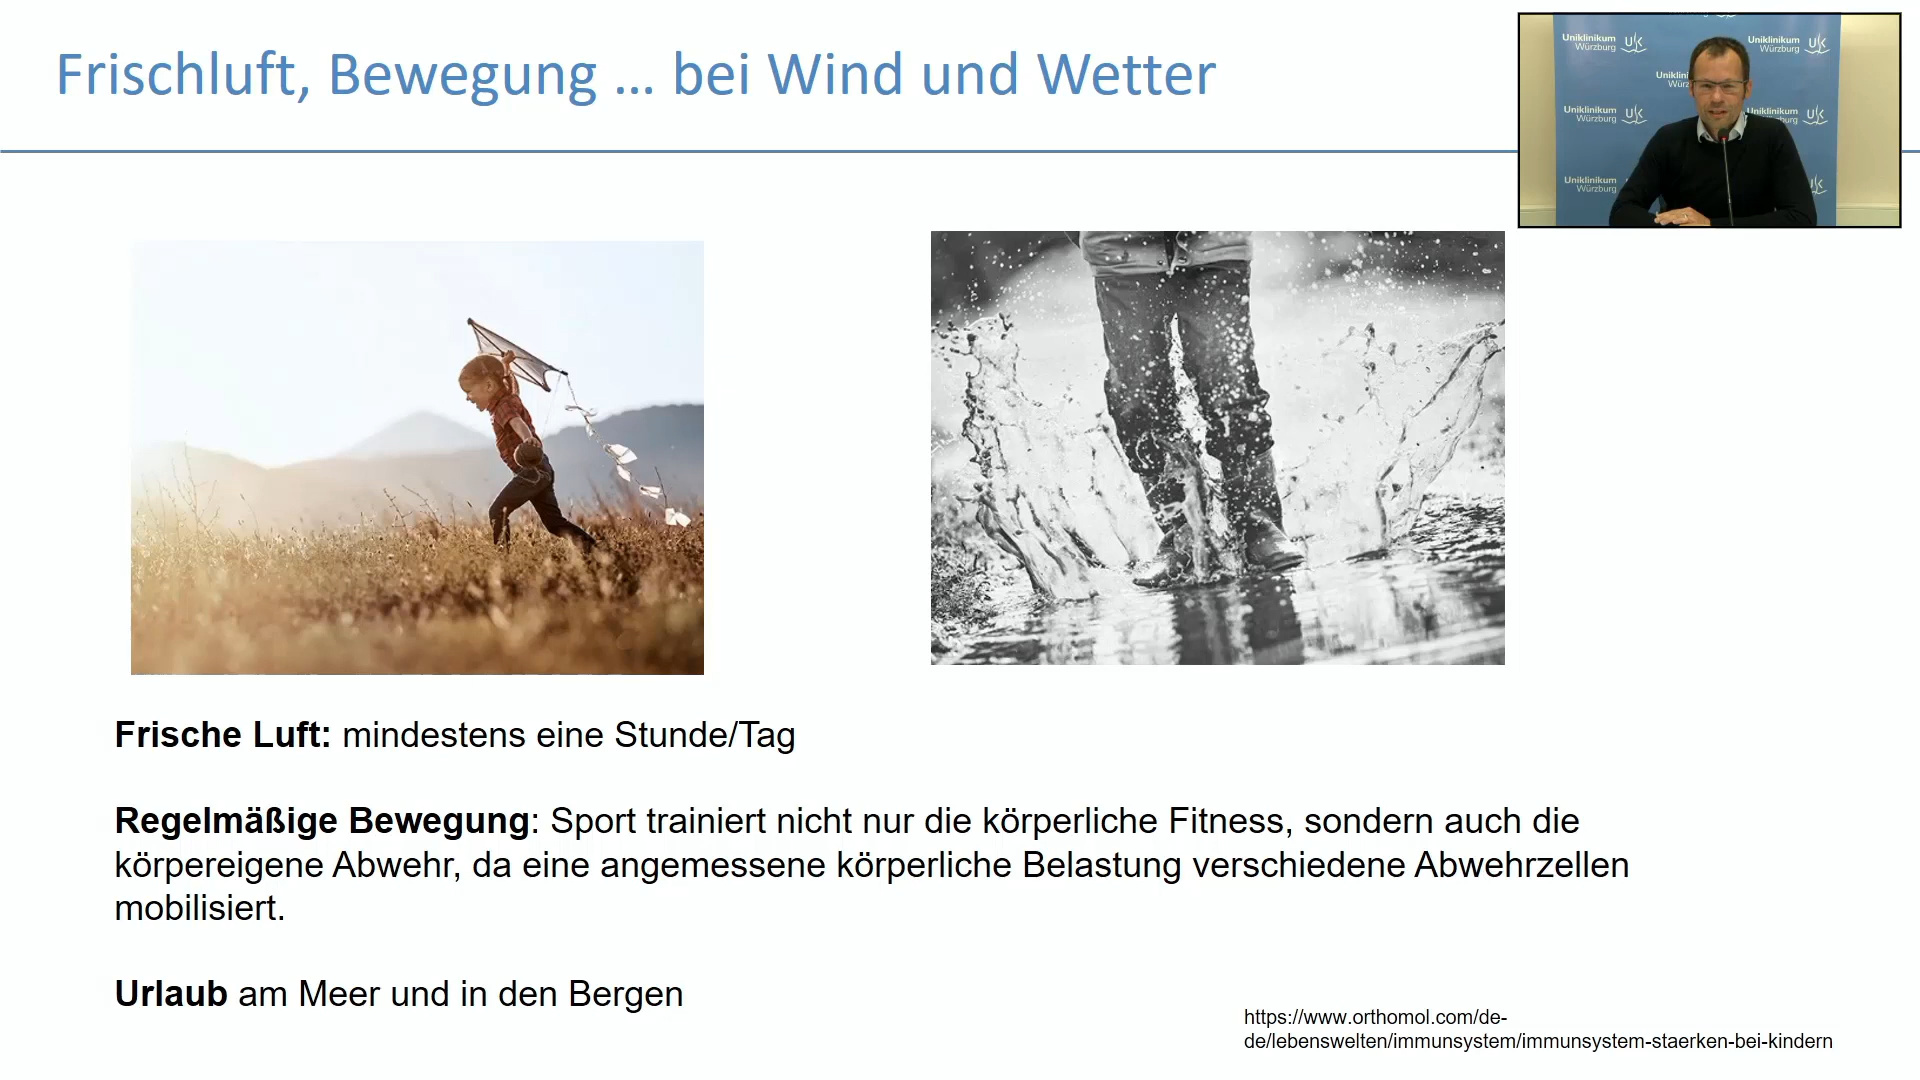 Frischluft, Bewegung ... bei Wind und Wetter
Uniklinikum
Würzburg
Uniklinikum
Würzburg
Uniklinikum
Würzburg
Uniklinikum
Würzburg
Uniklinikum
Würzburg
Frische Luft: mindestens eine Stunde/Tag
Regelmäßige Bewegung: Sport trainiert nicht nur die körperliche Fitness, sondern auch die
körpereigene Abwehr, da eine angemessene körperliche Belastung verschiedene Abwehrzellen
mobilisiert.
Urlaub am Meer und in den Bergen
https://www.orthomol.com/de-
de/lebenswelten/immunsystem/immunsystem-staerken-bei-kindern